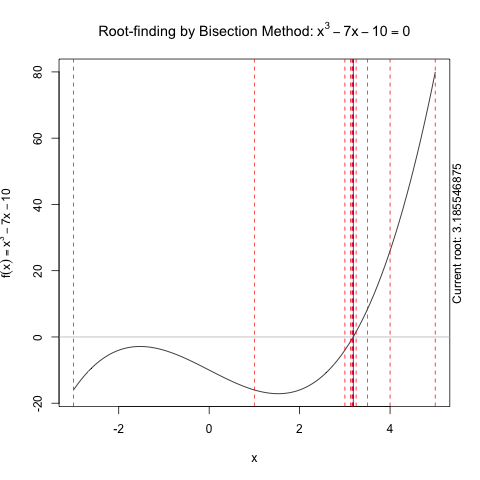 Root-finding by Bisection Method: x³ − 7x − 10 = 0
f(x) = x³ − 7x − 10
80
60
40
20
0
-20
Current root: 3.185546875
-2
0
2
4
x